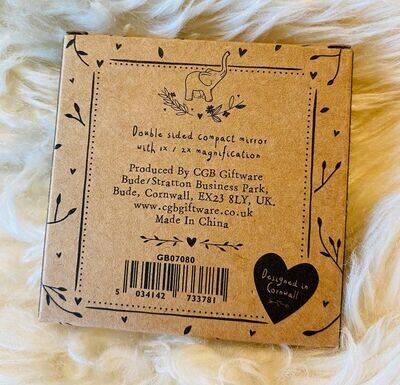 Double sided compact mirror
with 1x / 2x magnification
Produced By CGB Giftware
Bude/Stratton Business Park,
Bude, Cornwall, EX23 8LY, UK.
www.cgbgiftware.co.uk
Made In China
GB07080
5 034142 733781
Designed in
Cornwall